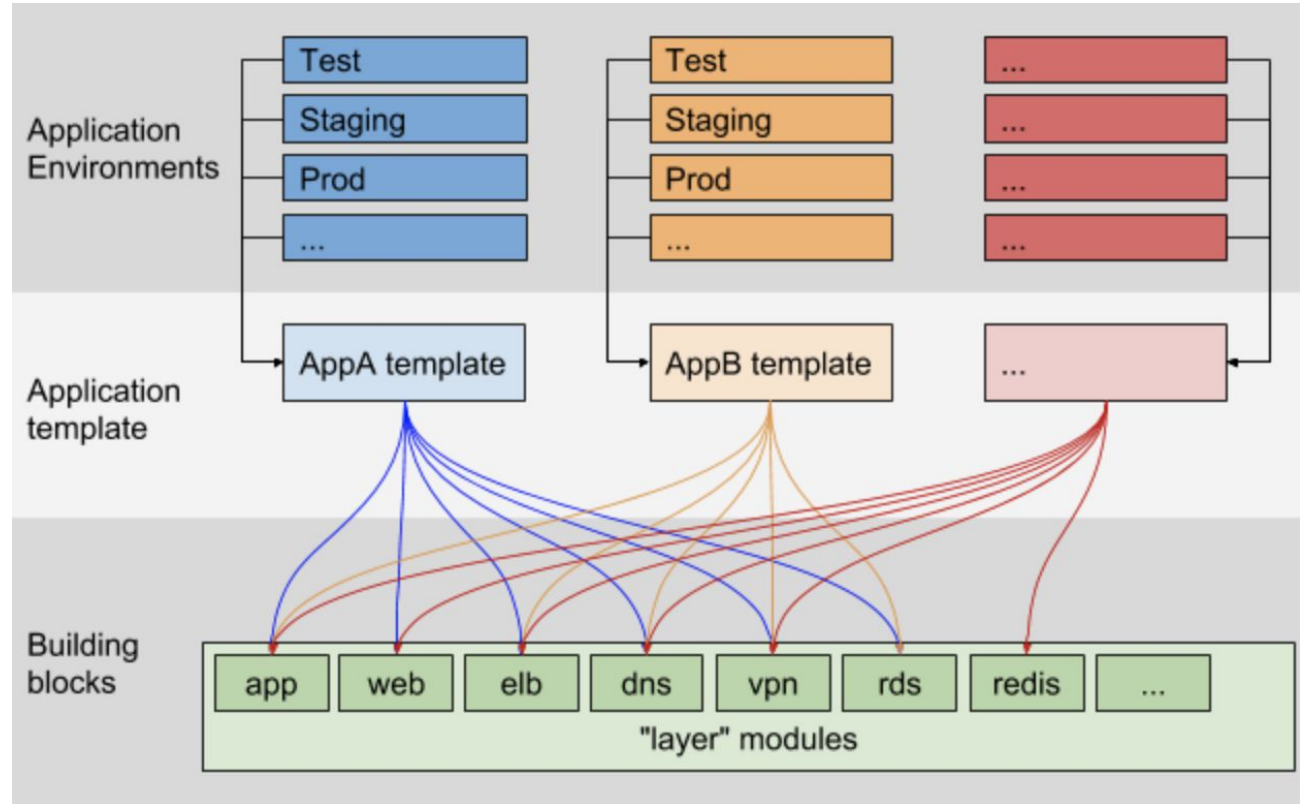 Application
Environments
Test
Staging
Prod
...
Test
Staging
Prod
...
...
...
...
...
Application
template
AppA template
AppB template
...
Building
blocks
app
web
elb
dns
vpn
rds
redis
...
"layer" modules